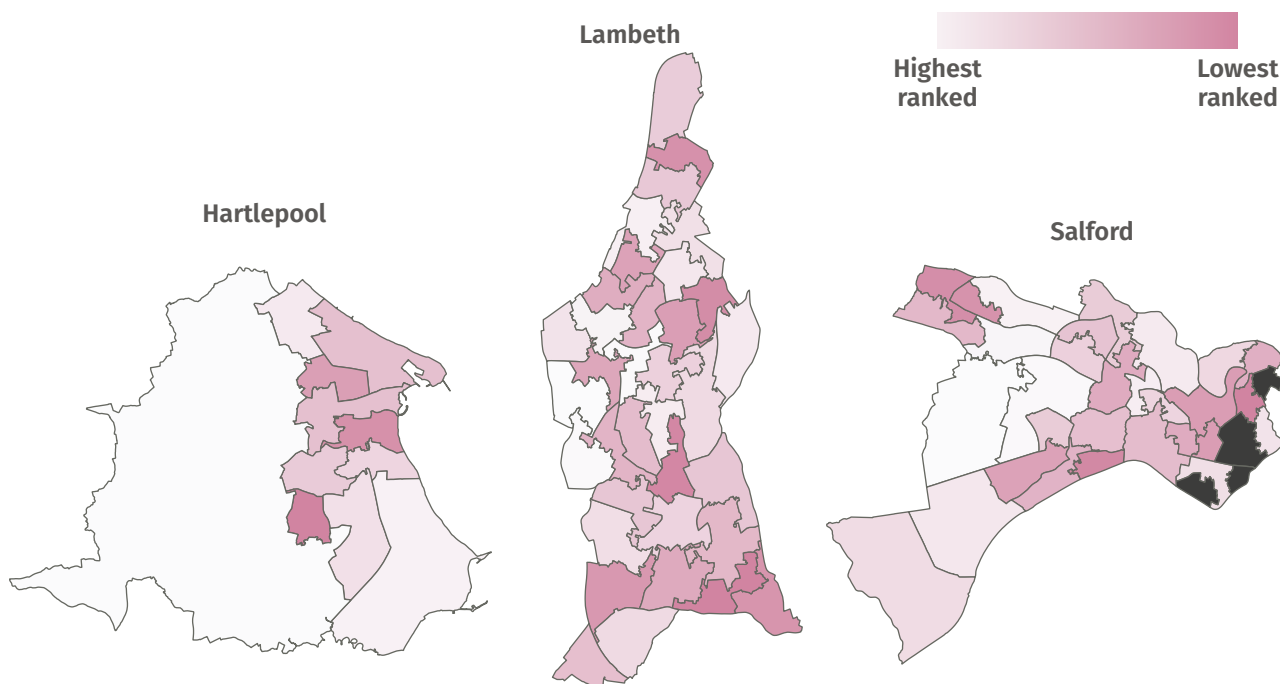 Lambeth
Highest
ranked
Lowest
ranked
Hartlepool
Salford